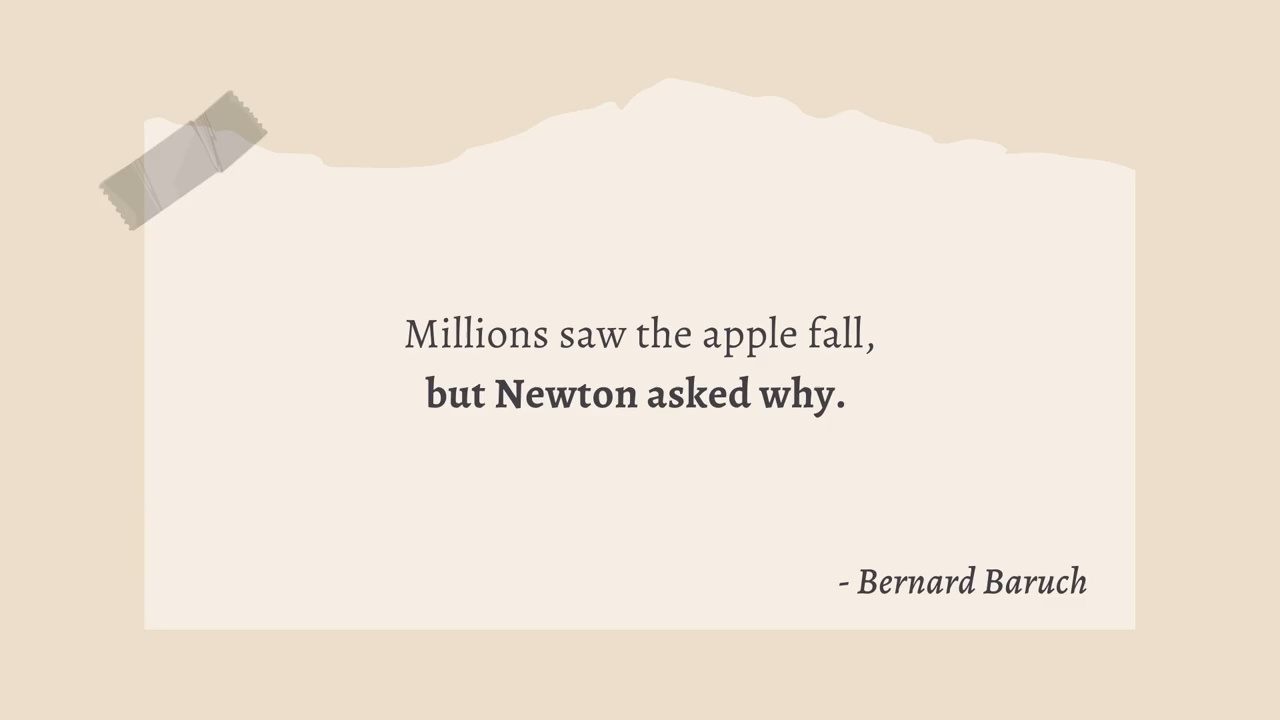 Millions saw the apple fall,
but Newton asked why.
- Bernard Baruch